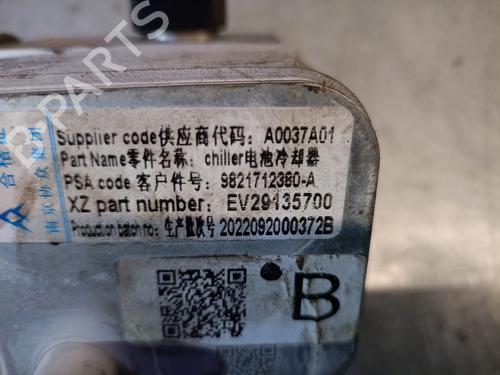 Supplier code供应商代码: A0037A01
Part Name零件名称: chiller电池冷却器
PSA code 客户件号: 9821712380-A
XZ part number: EV29135700
Production batch no: 生产批次号: 2022092000372B
B
B-PARTS